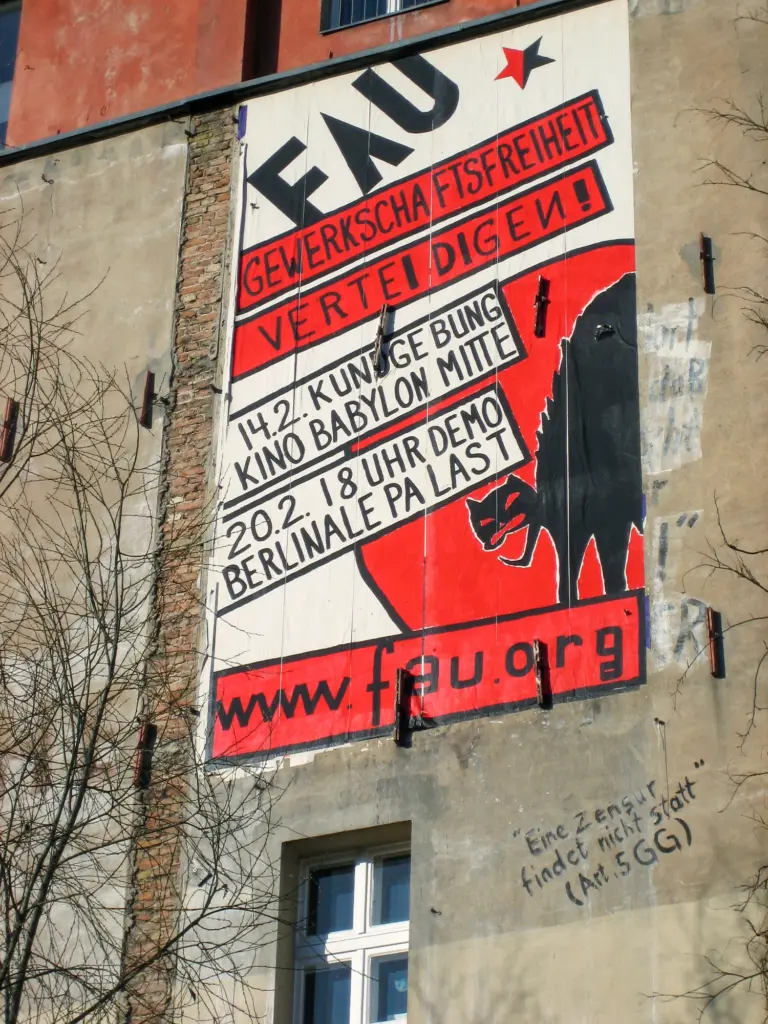 FAU
GEWERKSCHAFTSFREIHEIT
VERTEIDIGEN!
14.2. KUNDGEBUNG
KINO BABYLON MITTE
20.2. 18 UHR DEMO
BERLINALE PALAST
www.fau.org
"Eine Zensur
findet nicht statt"
(Art. 5 GG)